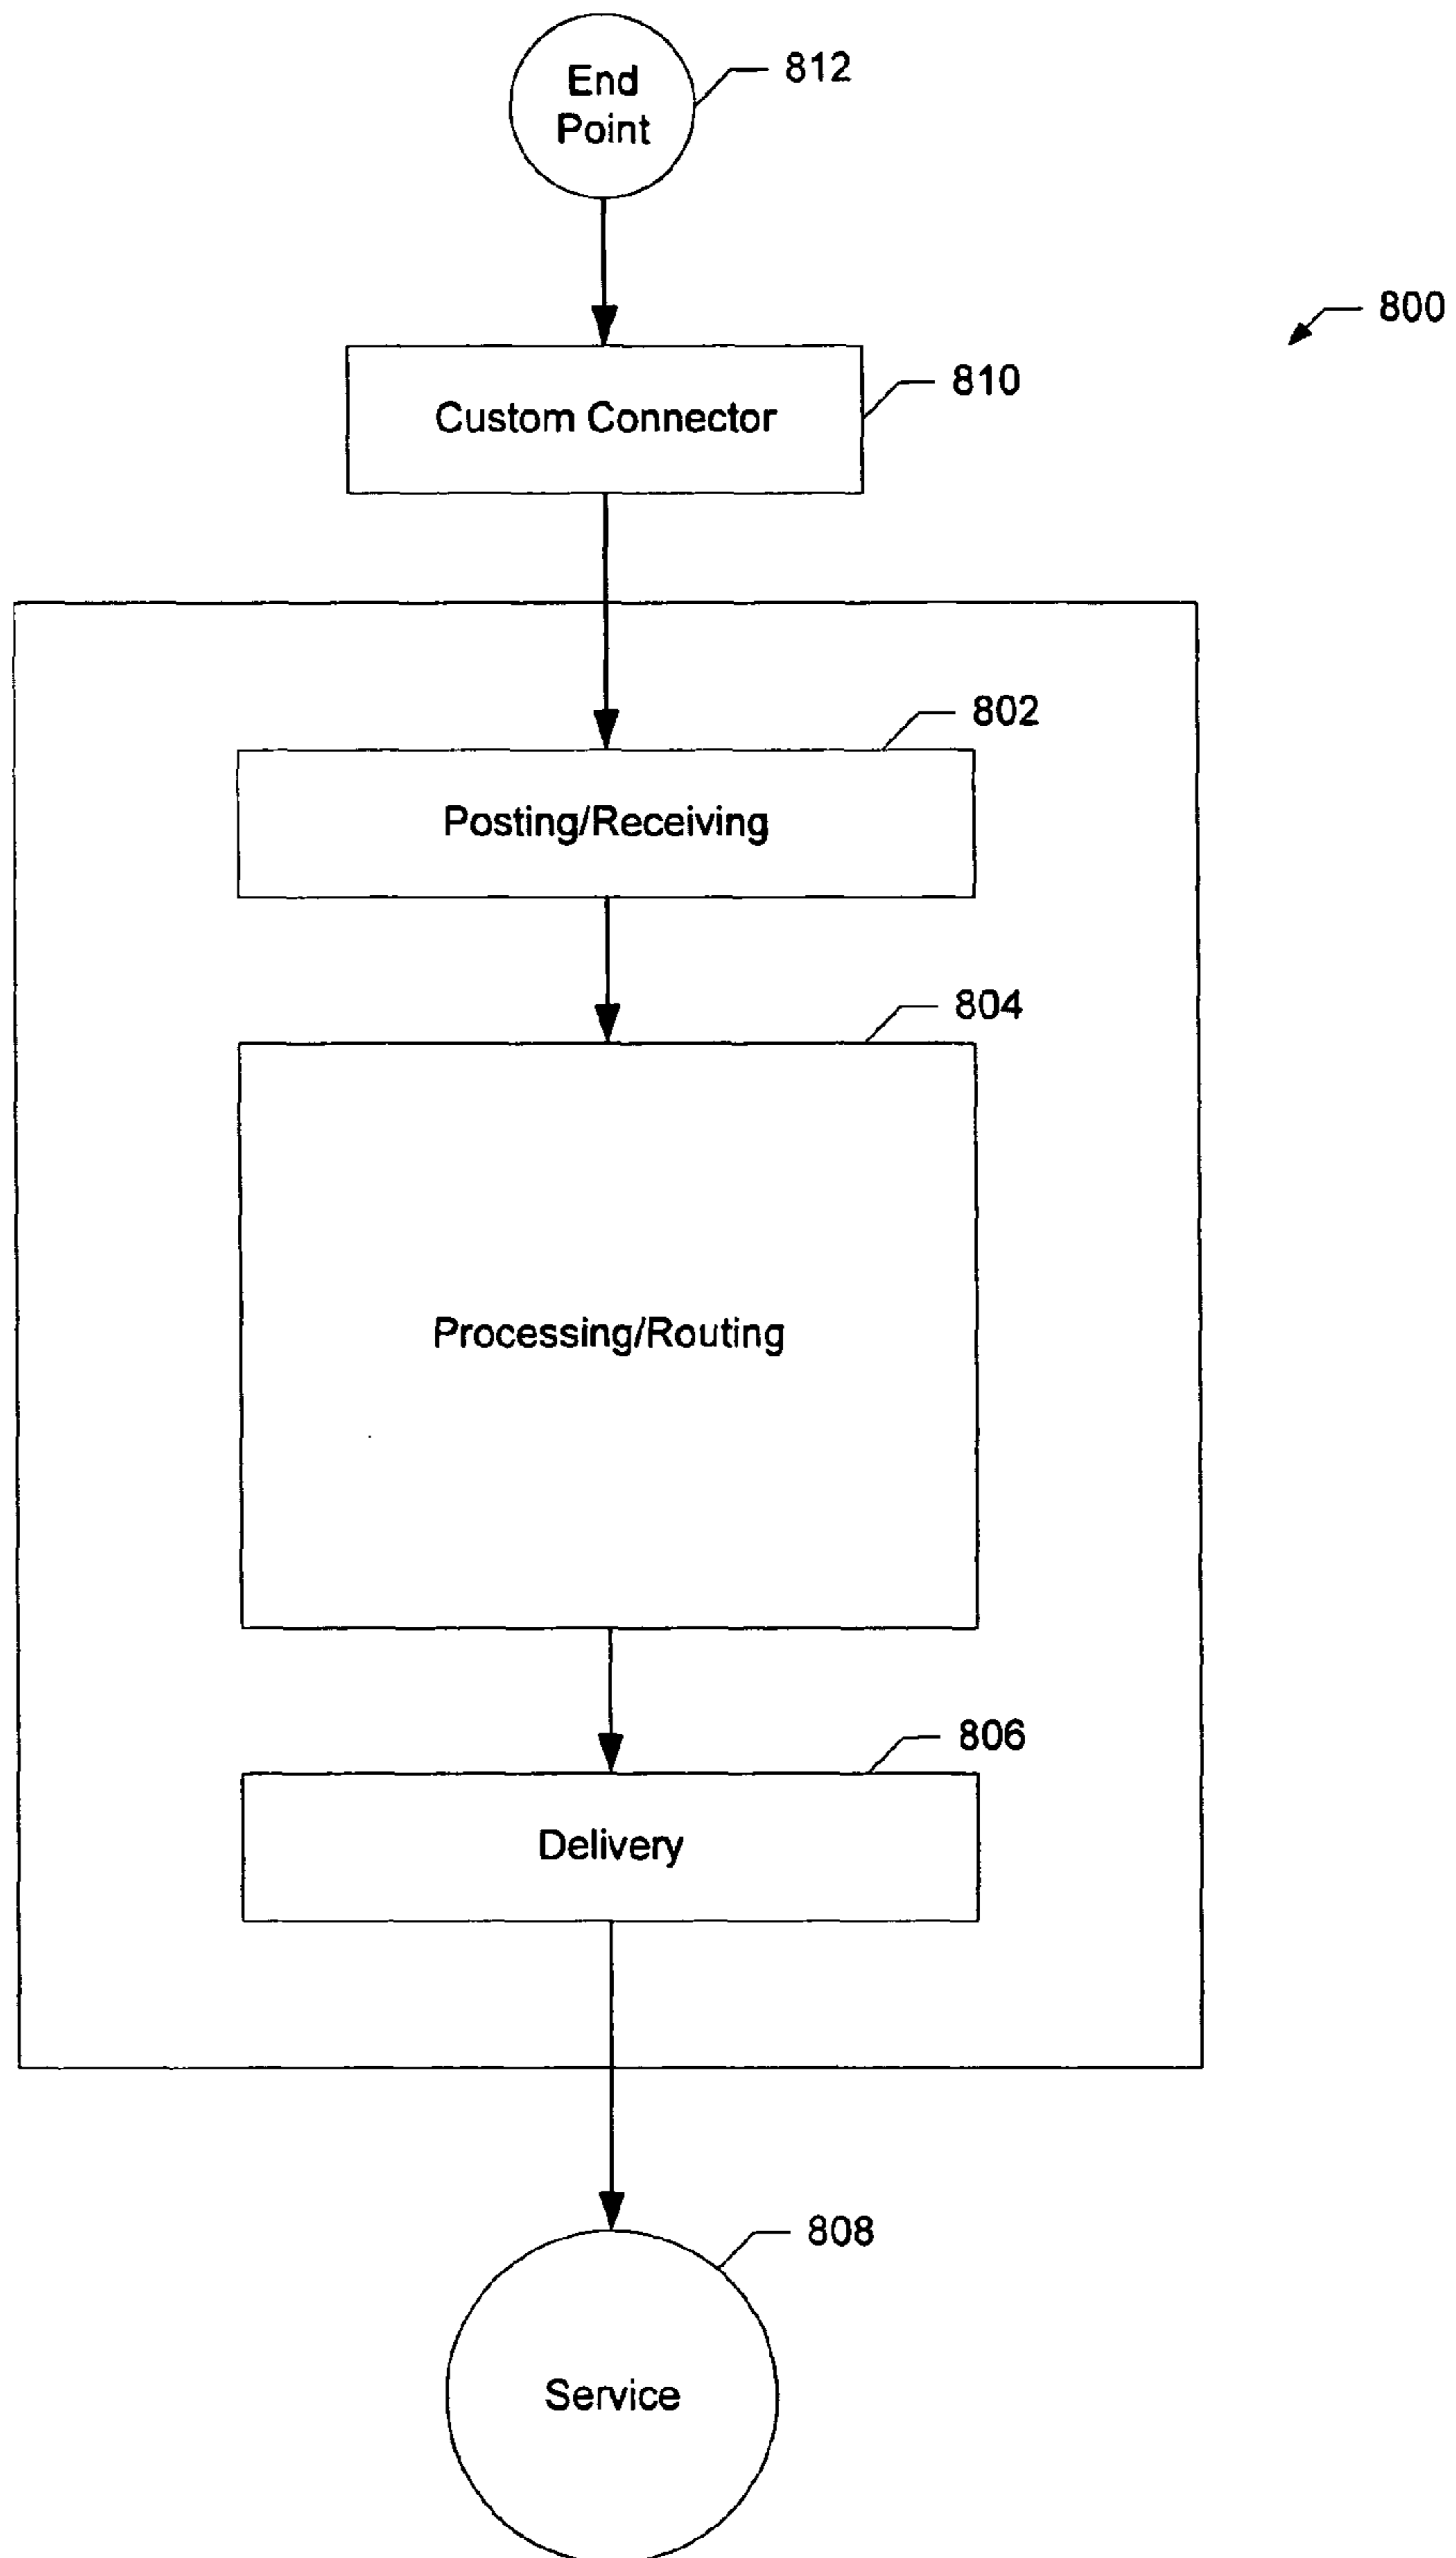 End
Point
812
800
Custom Connector
810
802
Posting/Receiving
804
Processing/Routing
806
Delivery
808
Service